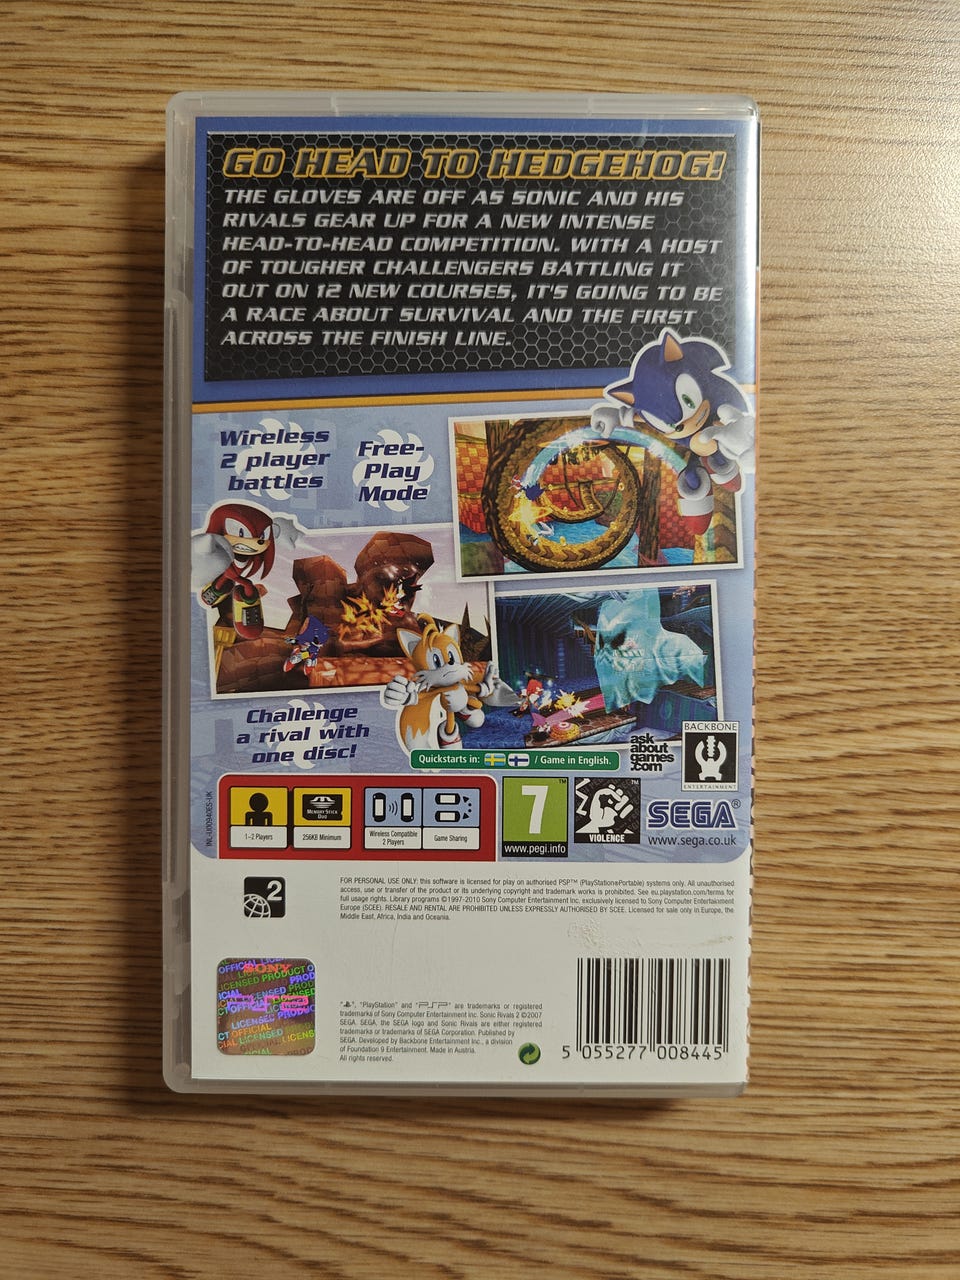 GO HEAD TO HEDGEHOG!
THE GLOVES ARE OFF AS SONIC AND HIS
RIVALS GEAR UP FOR A NEW INTENSE
HEAD-TO-HEAD COMPETITION. WITH A HOST
OF TOUGHER CHALLENGERS BATTLING IT
OUT ON 12 NEW COURSES, IT'S GOING TO BE
A RACE ABOUT SURVIVAL AND THE FIRST
ACROSS THE FINISH LINE.
Wireless
2 player
battles
Free-
Play
Mode
Challenge
a rival with
one disc!
Quickstarts in: / Game in English.
ask
about
games
.com
BACKBONE
ENTERTAINMENT
INL-U0094065-UK
1-2 Players
MEMORY STICK
DUO
256KB Minimum
Wireless Compatible
2 Players
Game Sharing
7
www.pegi.info
VIOLENCE
SEGA®
www.sega.co.uk
2
FOR PERSONAL USE ONLY: this software is licensed for play on authorised PSP™ (PlayStation®Portable) systems only. All unauthorised
access, use or transfer of the product or its underlying copyright and trademark works is prohibited. See eu.playstation.com/terms for
full usage rights. Library programs ©1997-2010 Sony Computer Entertainment Inc. exclusively licensed to Sony Computer Entertainment
Europe (SCEE). RESALE AND RENTAL ARE PROHIBITED UNLESS EXPRESSLY AUTHORISED BY SCEE. Licensed for sale only in Europe, the
Middle East, Africa, India and Oceania.
SONY
OFFICIAL LICENSED PRODUCT
", "PlayStation" and "PSP" are trademarks or registered
trademarks of Sony Computer Entertainment Inc. Sonic Rivals 2 ©2007
SEGA. SEGA, the SEGA logo and Sonic Rivals are either registered
trademarks or trademarks of SEGA Corporation. Published by
SEGA. Developed by Backbone Entertainment Inc., a division
of Foundation 9 Entertainment. Made in Austria.
All rights reserved.
5 055277 008445